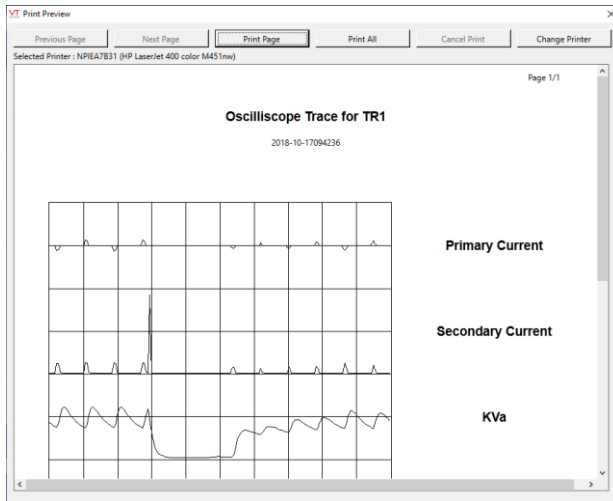 VT Print Preview
Previous Page Next Page Print Page Print All Cancel Print Change Printer
Selected Printer : NPIEA7B31 (HP LaserJet 400 color M451nw)
Page 1/1
Oscilliscope Trace for TR1
2018-10-17094236
Primary Current
Secondary Current
KVa